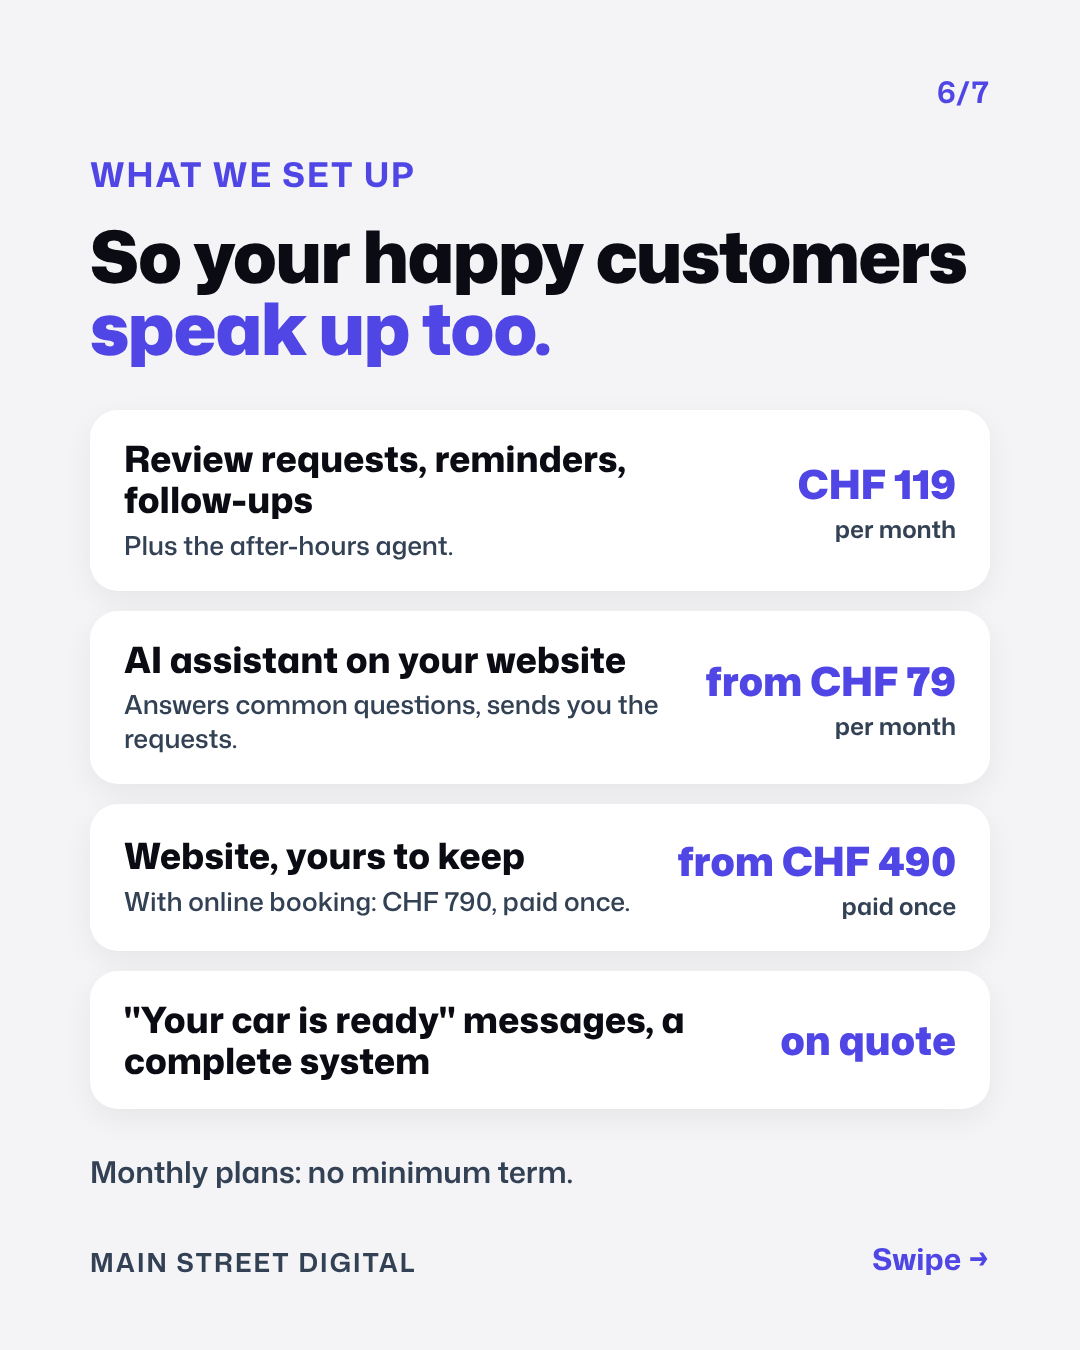 6/7
WHAT WE SET UP
So your happy customers
speak up too.
Review requests, reminders,
follow-ups
Plus the after-hours agent.
CHF 119
per month
AI assistant on your website
Answers common questions, sends you the
requests.
from CHF 79
per month
Website, yours to keep
With online booking: CHF 790, paid once.
from CHF 490
paid once
"Your car is ready" messages, a
complete system
on quote
Monthly plans: no minimum term.
MAIN STREET DIGITAL
Swipe →